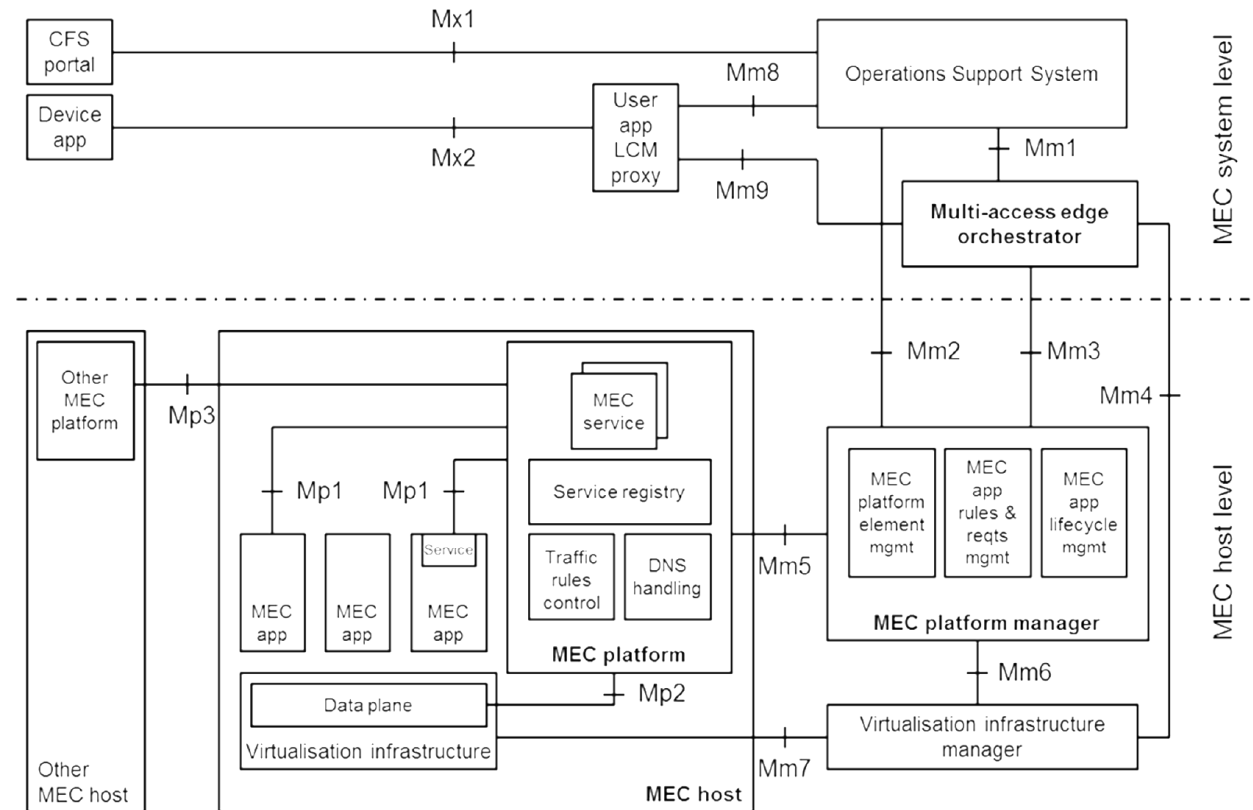 Mx1
CFS
portal
Operations Support System
Mm8
Device
app
User
app
LCM
proxy
Mx2
Mm1
Mm9
Multi-access edge
orchestrator
MEC system level
Other
MEC
platform
Mp3
MEC
service
Mm2
Mm3
Mm4
Mp1
Mp1
Service registry
MEC
platform
element
mgmt
MEC
app
rules &
reqts
mgmt
MEC
app
lifecycle
mgmt
MEC host level
Service
MEC
app
MEC
app
MEC
app
Traffic
rules
control
DNS
handling
Mm5
MEC platform manager
MEC platform
Mp2
Mm6
Data plane
Virtualisation infrastructure
Virtualisation infrastructure
manager
Mm7
Other
MEC host
MEC host